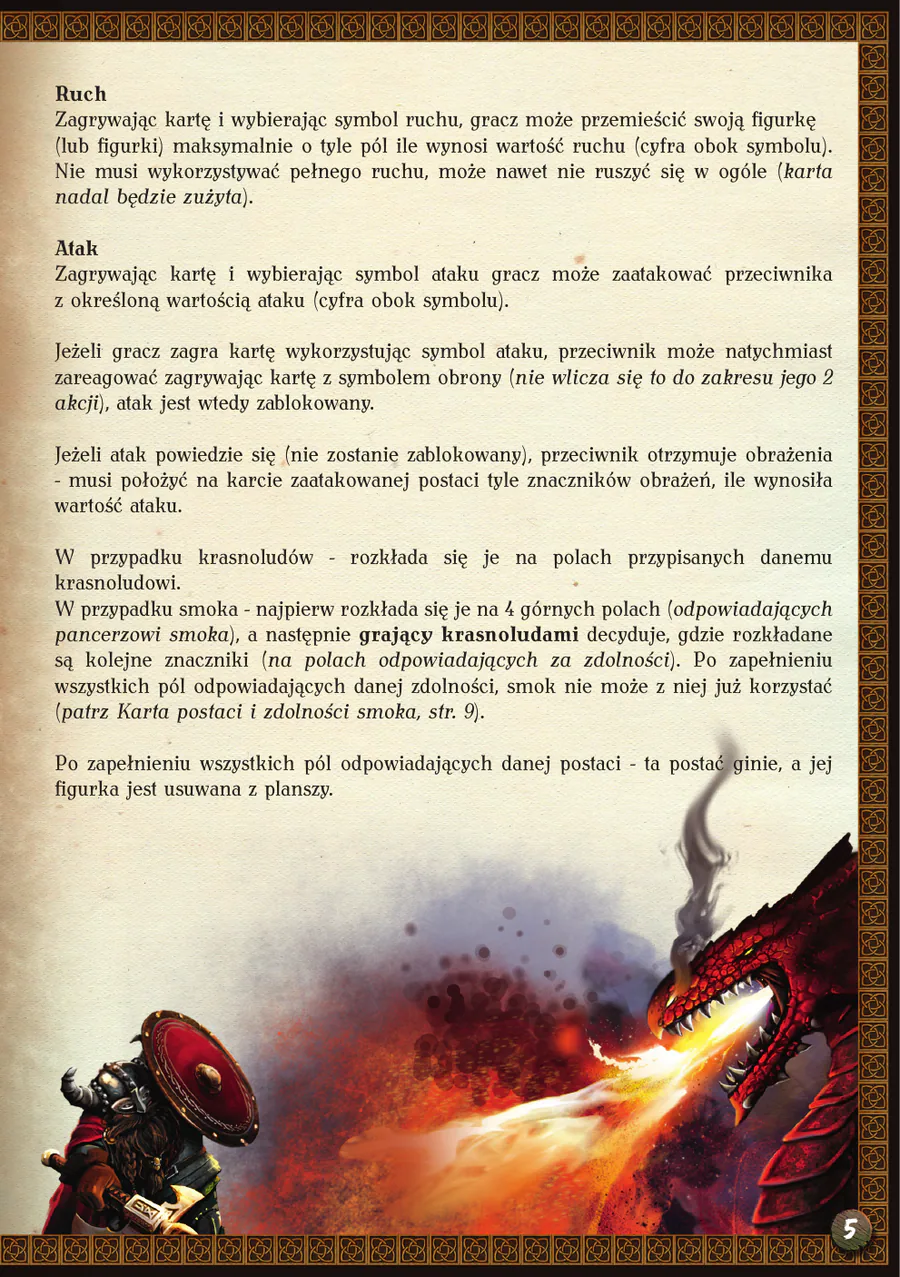 Ruch
Zagrywając kartę i wybierając symbol ruchu, gracz może przemieścić swoją figurkę
(lub figurki) maksymalnie o tyle pól ile wynosi wartość ruchu (cyfra obok symbolu).
Nie musi wykorzystywać pełnego ruchu, może nawet nie ruszyć się w ogóle (karta
nadal będzie zużyta).
Atak
Zagrywając kartę i wybierając symbol ataku gracz może zaatakować przeciwnika
z określoną wartością ataku (cyfra obok symbolu).
Jeżeli gracz zagra kartę wykorzystując symbol ataku, przeciwnik może natychmiast
zareagować zagrywając kartę z symbolem obrony (nie wlicza się to do zakresu jego 2
akcji), atak jest wtedy zablokowany.
Jeżeli atak powiedzie się (nie zostanie zablokowany), przeciwnik otrzymuje obrażenia
- musi położyć na karcie zaatakowanej postaci tyle znaczników obrażeń, ile wynosiła
wartość ataku.
W przypadku krasnoludów - rozkłada się je na polach przypisanych danemu
krasnoludowi.
W przypadku smoka - najpierw rozkłada się je na 4 górnych polach (odpowiadających
pancerzowi smoka), a następnie grający krasnoludami decyduje, gdzie rozkładane
są kolejne znaczniki (na polach odpowiadających za zdolności). Po zapełnieniu
wszystkich pól odpowiadających danej zdolności, smok nie może z niej już korzystać
(patrz Karta postaci i zdolności smoka, str. 9).
Po zapełnieniu wszystkich pól odpowiadających danej postaci - ta postać ginie, a jej
figurka jest usuwana z planszy.
5